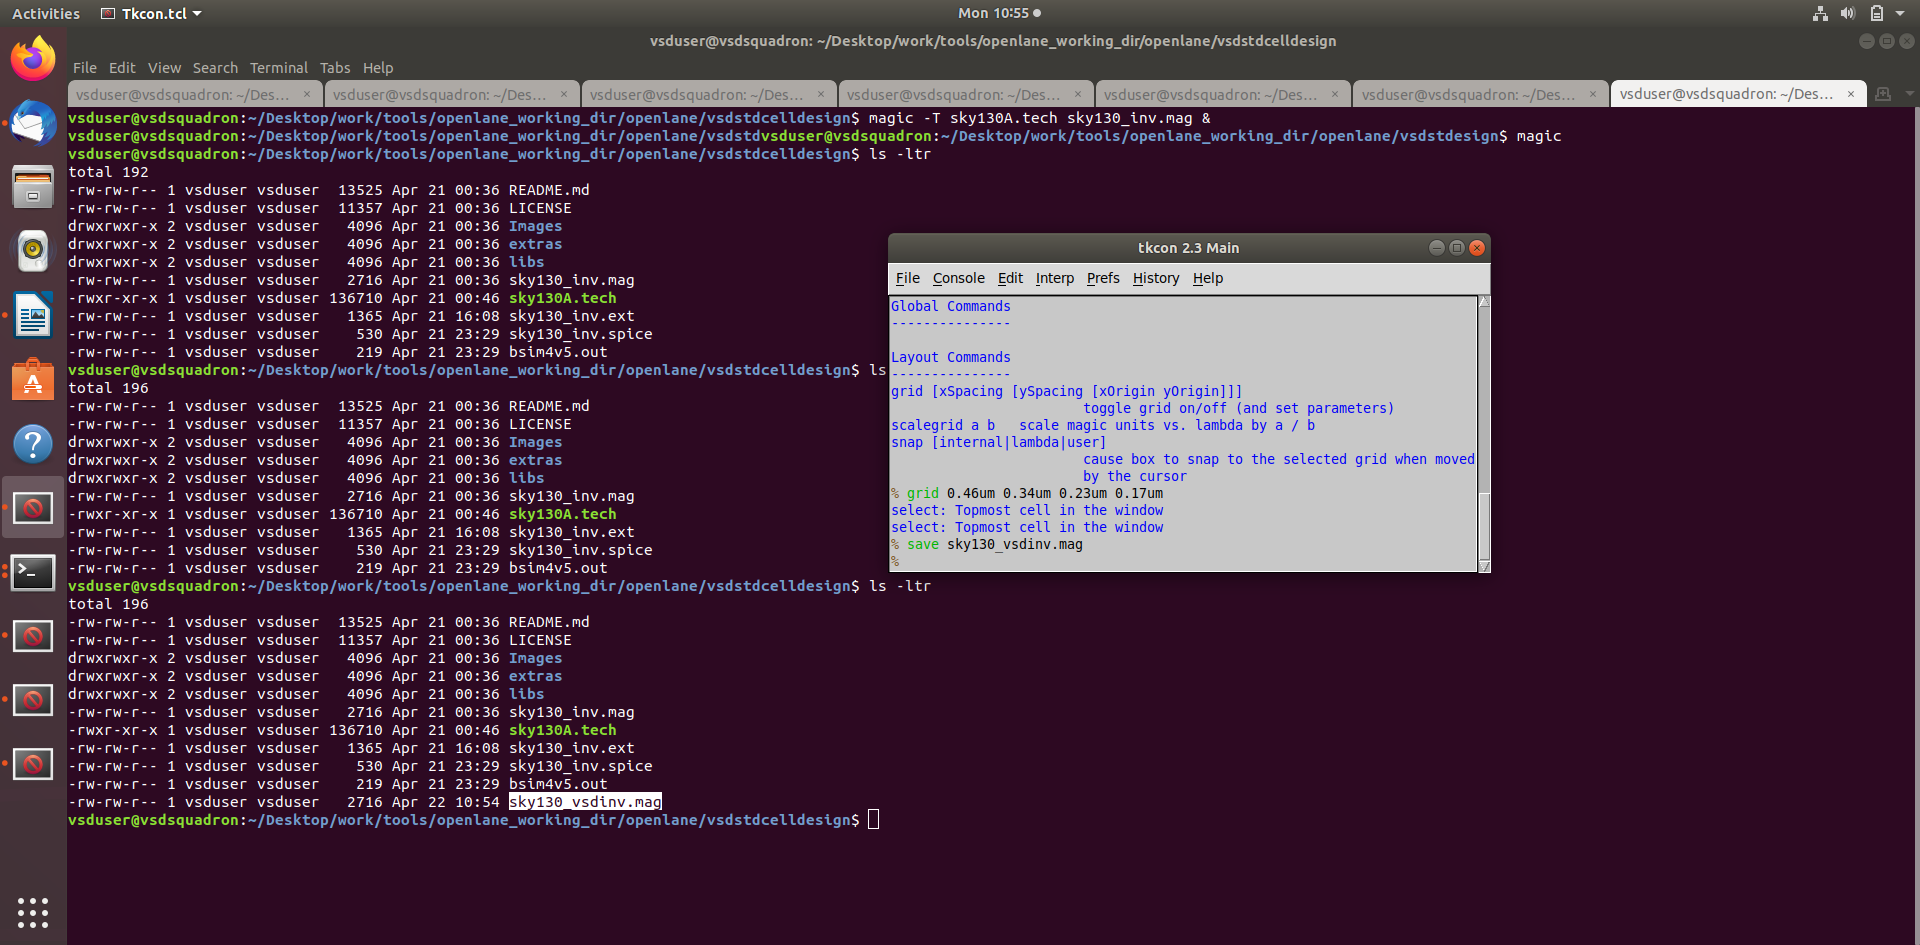 Activities Tkcon.tcl Mon 10:55
vsduser@vsdsquadron: ~/Desktop/work/tools/openlane_working_dir/openlane/vsdstdcelldesign
File Edit View Search Terminal Tabs Help
vsduser@vsdsquadron: ~/Des... × vsduser@vsdsquadron: ~/Des... × vsduser@vsdsquadron: ~/Des... × vsduser@vsdsquadron: ~/Des... × vsduser@vsdsquadron: ~/Des... × vsduser@vsdsquadron: ~/Des... × vsduser@vsdsquadron: ~/Des... ×
vsduser@vsdsquadron:~/Desktop/work/tools/openlane_working_dir/openlane/vsdstdcelldesign$ magic -T sky130A.tech sky130_inv.mag &
vsduser@vsdsquadron:~/Desktop/work/tools/openlane_working_dir/openlane/vsdstdvsduser@vsdsquadron:~/Desktop/work/tools/openlane_working_dir/openlane/vsdstdesign$ magic
vsduser@vsdsquadron:~/Desktop/work/tools/openlane_working_dir/openlane/vsdstdcelldesign$ ls -ltr
total 192
-rw-rw-r-- 1 vsduser vsduser 13525 Apr 21 00:36 README.md
-rw-rw-r-- 1 vsduser vsduser 11357 Apr 21 00:36 LICENSE
drwxrwxr-x 2 vsduser vsduser 4096 Apr 21 00:36 Images
drwxrwxr-x 2 vsduser vsduser 4096 Apr 21 00:36 extras
drwxrwxr-x 2 vsduser vsduser 4096 Apr 21 00:36 libs
-rw-rw-r-- 1 vsduser vsduser 2716 Apr 21 00:36 sky130_inv.mag
-rwxr-xr-x 1 vsduser vsduser 136710 Apr 21 00:46 sky130A.tech
-rw-rw-r-- 1 vsduser vsduser 1365 Apr 21 16:08 sky130_inv.ext
-rw-rw-r-- 1 vsduser vsduser 530 Apr 21 23:29 sky130_inv.spice
-rw-rw-r-- 1 vsduser vsduser 219 Apr 21 23:29 bsim4v5.out
vsduser@vsdsquadron:~/Desktop/work/tools/openlane_working_dir/openlane/vsdstdcelldesign$ ls
total 196
-rw-rw-r-- 1 vsduser vsduser 13525 Apr 21 00:36 README.md
-rw-rw-r-- 1 vsduser vsduser 11357 Apr 21 00:36 LICENSE
drwxrwxr-x 2 vsduser vsduser 4096 Apr 21 00:36 Images
drwxrwxr-x 2 vsduser vsduser 4096 Apr 21 00:36 extras
drwxrwxr-x 2 vsduser vsduser 4096 Apr 21 00:36 libs
-rw-rw-r-- 1 vsduser vsduser 2716 Apr 21 00:36 sky130_inv.mag
-rwxr-xr-x 1 vsduser vsduser 136710 Apr 21 00:46 sky130A.tech
-rw-rw-r-- 1 vsduser vsduser 1365 Apr 21 16:08 sky130_inv.ext
-rw-rw-r-- 1 vsduser vsduser 530 Apr 21 23:29 sky130_inv.spice
-rw-rw-r-- 1 vsduser vsduser 219 Apr 21 23:29 bsim4v5.out
vsduser@vsdsquadron:~/Desktop/work/tools/openlane_working_dir/openlane/vsdstdcelldesign$ ls -ltr
total 196
-rw-rw-r-- 1 vsduser vsduser 13525 Apr 21 00:36 README.md
-rw-rw-r-- 1 vsduser vsduser 11357 Apr 21 00:36 LICENSE
drwxrwxr-x 2 vsduser vsduser 4096 Apr 21 00:36 Images
drwxrwxr-x 2 vsduser vsduser 4096 Apr 21 00:36 extras
drwxrwxr-x 2 vsduser vsduser 4096 Apr 21 00:36 libs
-rw-rw-r-- 1 vsduser vsduser 2716 Apr 21 00:36 sky130_inv.mag
-rwxr-xr-x 1 vsduser vsduser 136710 Apr 21 00:46 sky130A.tech
-rw-rw-r-- 1 vsduser vsduser 1365 Apr 21 16:08 sky130_inv.ext
-rw-rw-r-- 1 vsduser vsduser 530 Apr 21 23:29 sky130_inv.spice
-rw-rw-r-- 1 vsduser vsduser 219 Apr 21 23:29 bsim4v5.out
-rw-rw-r-- 1 vsduser vsduser 2716 Apr 22 10:54 sky130_vsdinv.mag
vsduser@vsdsquadron:~/Desktop/work/tools/openlane_working_dir/openlane/vsdstdcelldesign$
tkcon 2.3 Main
File Console Edit Interp Prefs History Help
Global Commands
---------------
Layout Commands
---------------
grid [xSpacing [ySpacing [xOrigin yOrigin]]]
toggle grid on/off (and set parameters)
scalegrid a b scale magic units vs. lambda by a / b
snap [internal|lambda|user]
cause box to snap to the selected grid when moved
by the cursor
% grid 0.46um 0.34um 0.23um 0.17um
select: Topmost cell in the window
select: Topmost cell in the window
% save sky130_vsdinv.mag
%